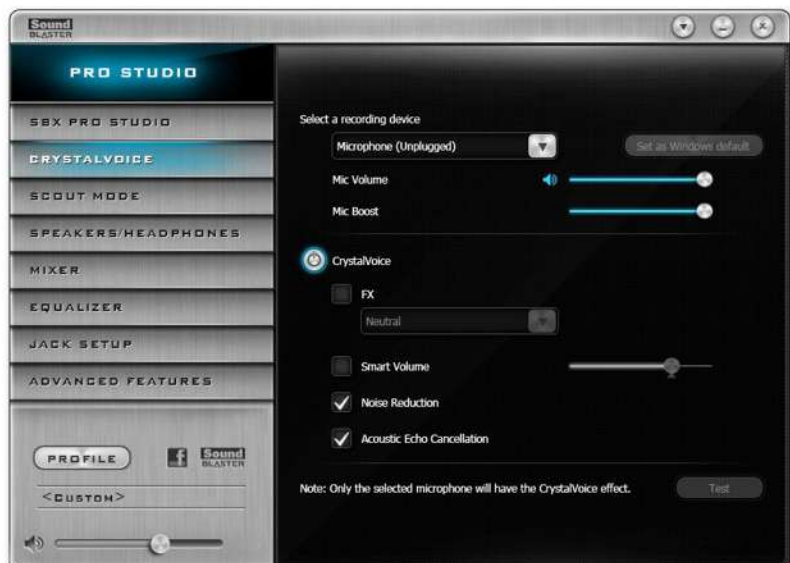 Sound
BLASTER
PRO STUDIO
SBX PRO STUDIO
CRYSTALVOICE
SCOUT MODE
SPEAKERS/HEADPHONES
MIXER
EQUALIZER
JACK SETUP
ADVANCED FEATURES
PROFILE
f
Sound
BLASTER
<CUSTOM>
Select a recording device
Microphone (Unplugged)
Set as Windows default
Mic Volume
Mic Boost
CrystalVoice
FX
Neutral
Smart Volume
Noise Reduction
Acoustic Echo Cancellation
Note: Only the selected microphone will have the CrystalVoice effect.
Test